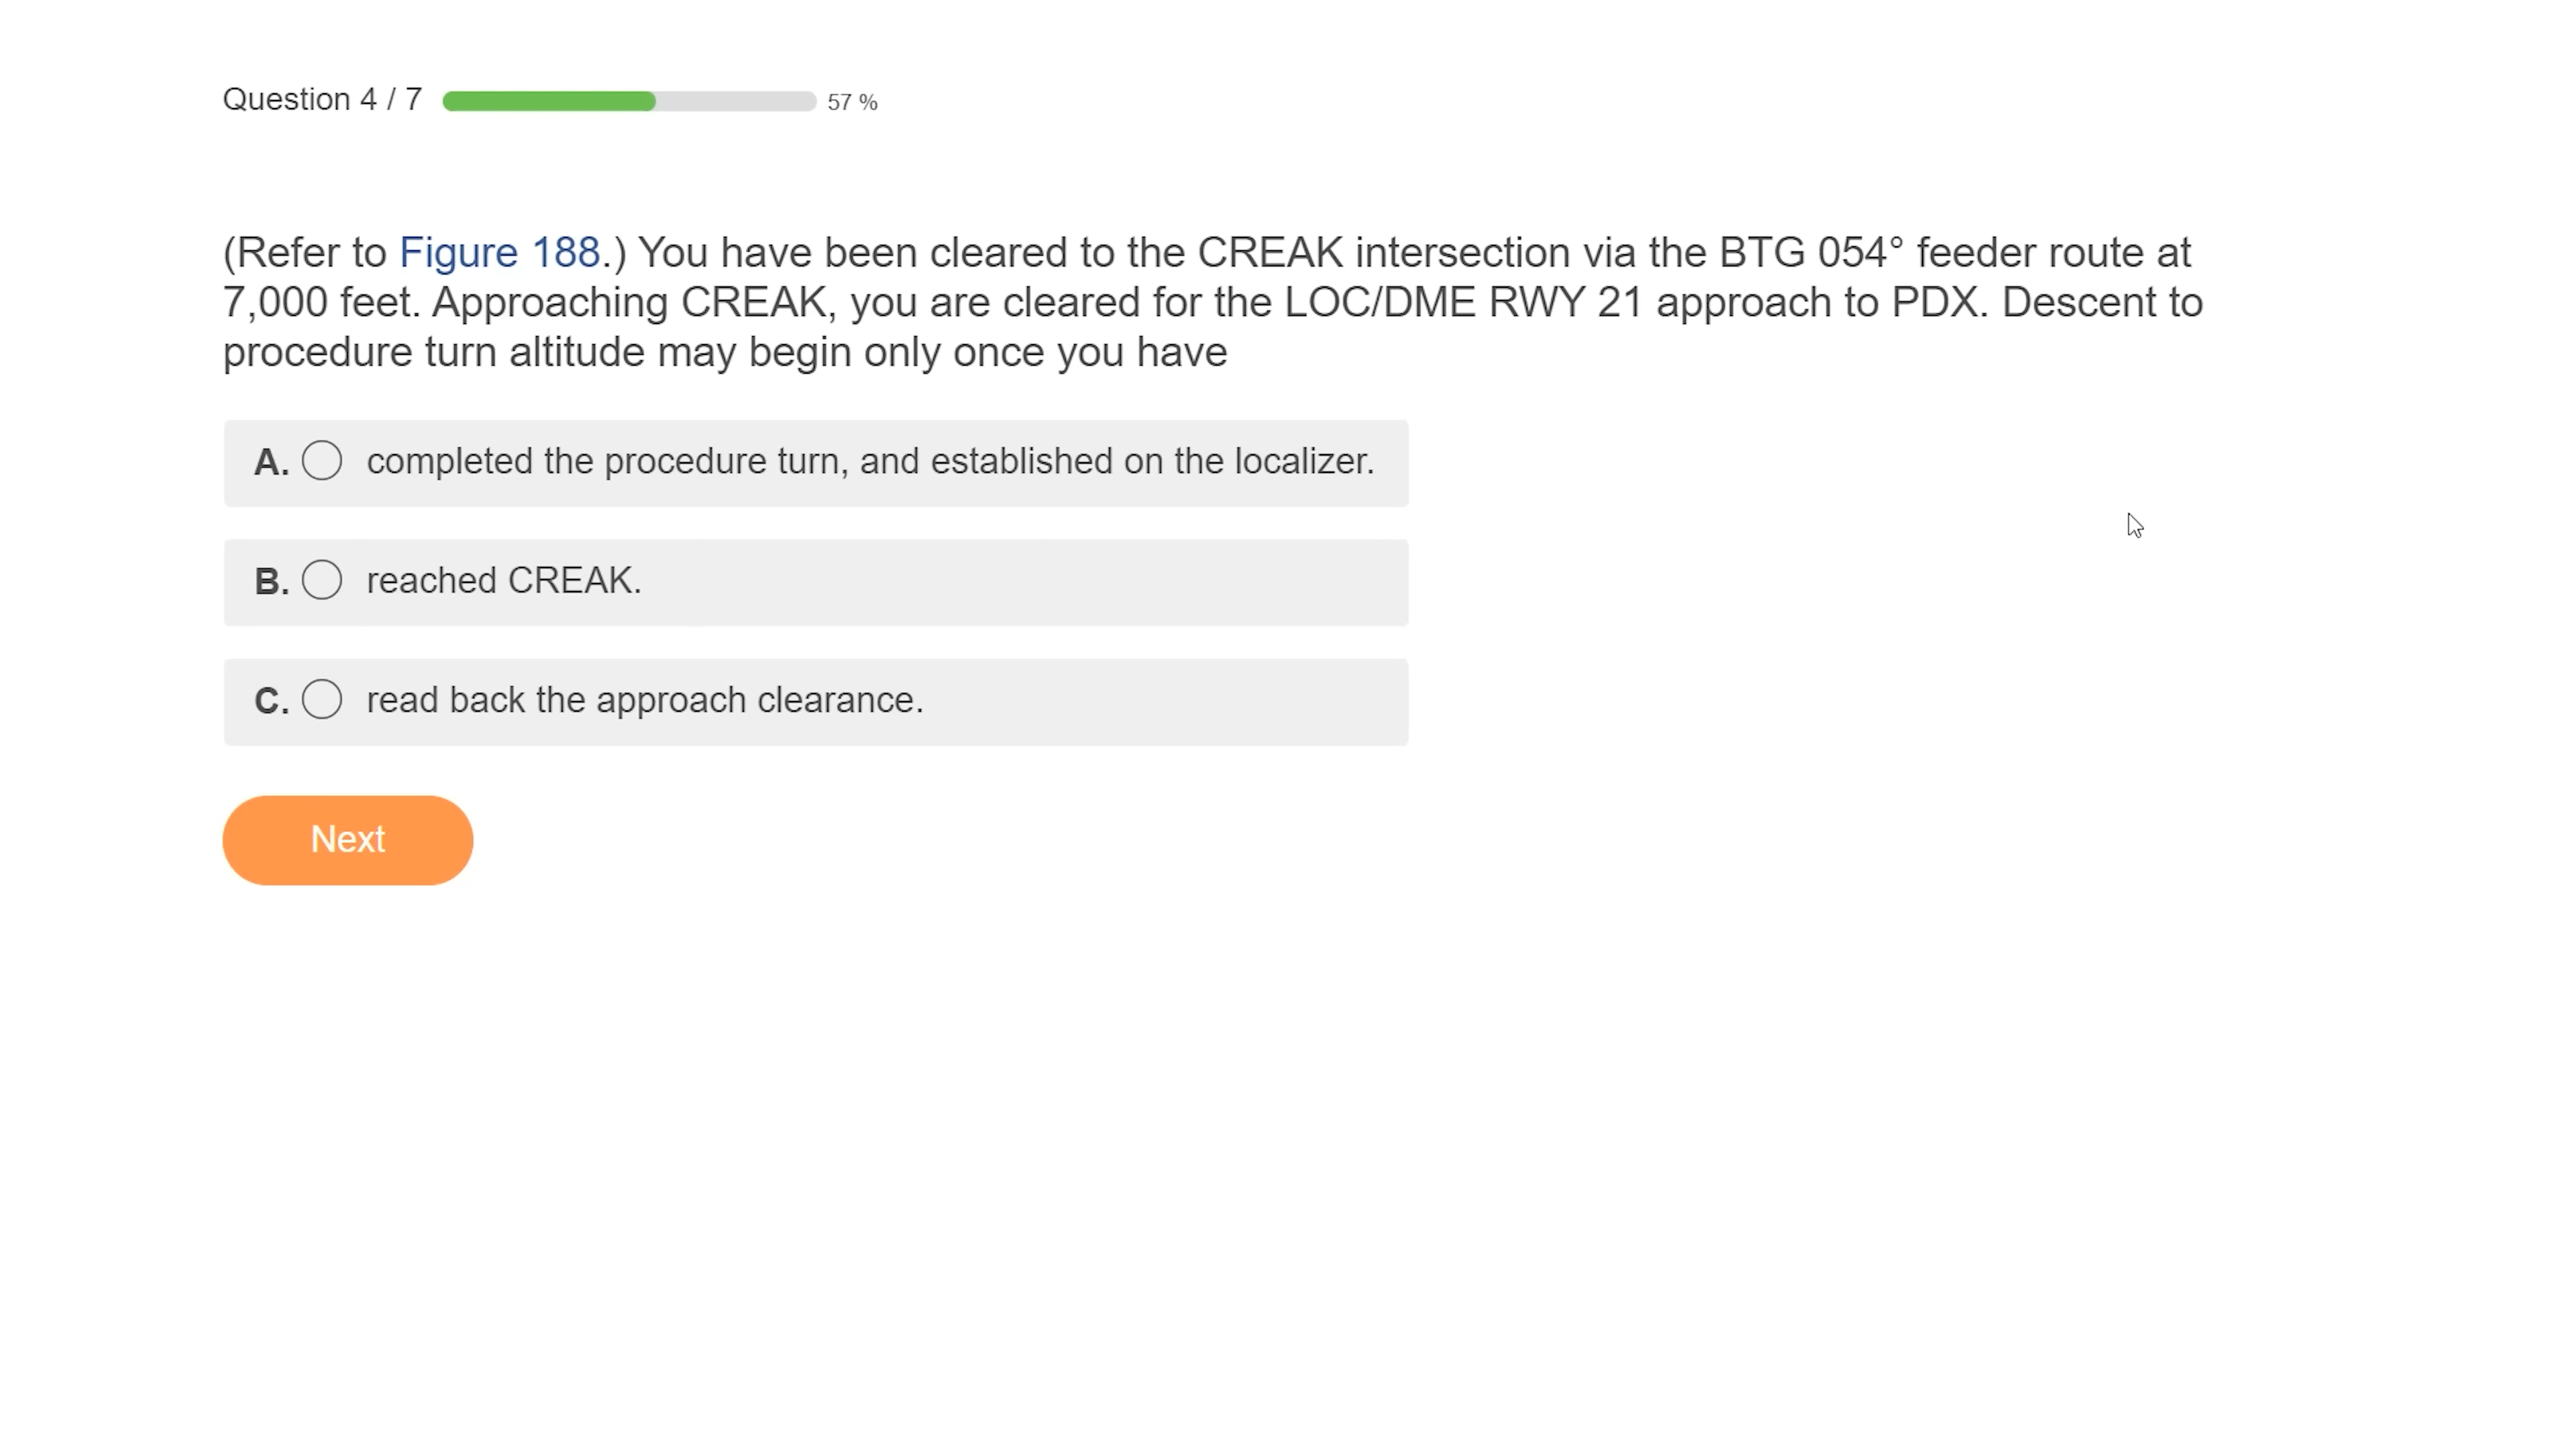 Question 4 / 7 57 %
(Refer to Figure 188.) You have been cleared to the CREAK intersection via the BTG 054° feeder route at
7,000 feet. Approaching CREAK, you are cleared for the LOC/DME RWY 21 approach to PDX. Descent to
procedure turn altitude may begin only once you have
A. completed the procedure turn, and established on the localizer.
B. reached CREAK.
C. read back the approach clearance.
Next